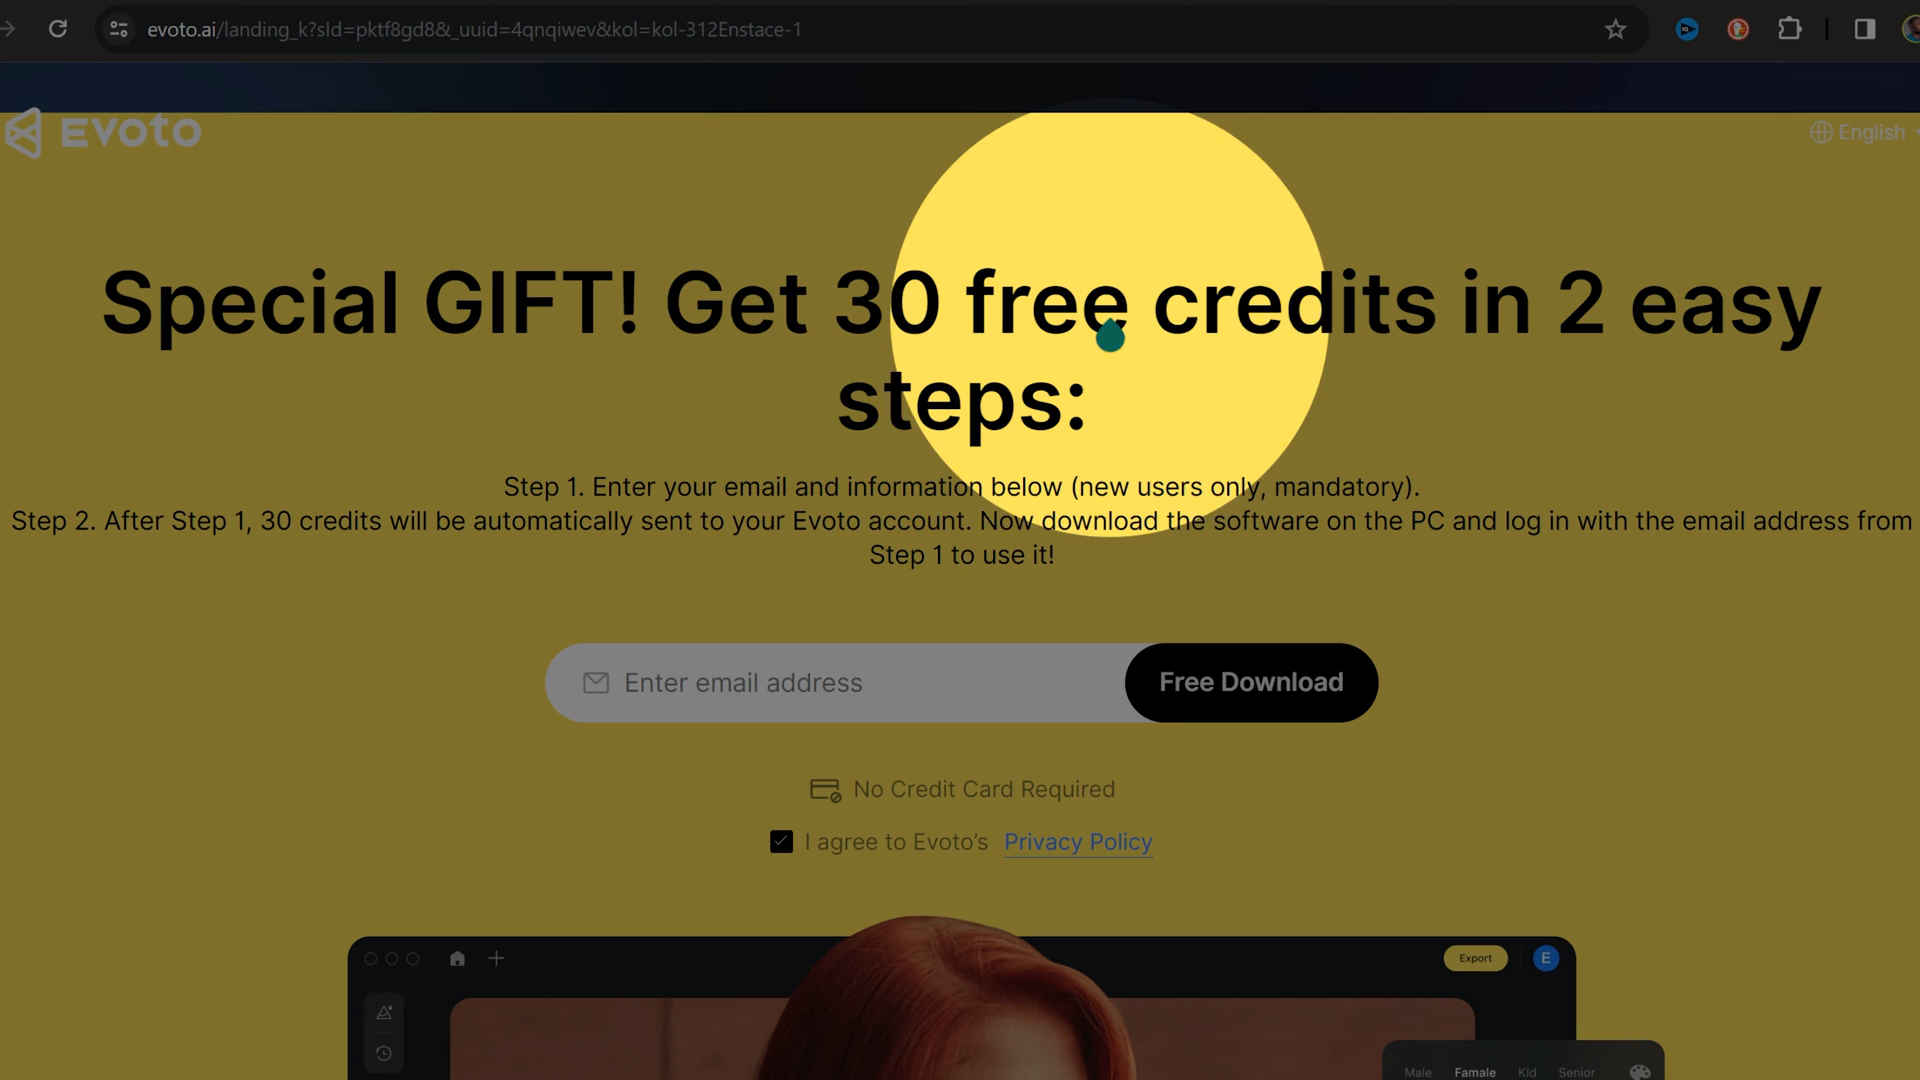 evoto.ai/landing_k?sId=pktf8gd8&_uuid=4qnqiwev&kol=kol-312Enstace-1
EVOTO
English
Special GIFT! Get 30 free credits in 2 easy
steps:
Step 1. Enter your email and information below (new users only, mandatory).
Step 2. After Step 1, 30 credits will be automatically sent to your Evoto account. Now download the software on the PC and log in with the email address from
Step 1 to use it!
Enter email address
Free Download
No Credit Card Required
I agree to Evoto's Privacy Policy
Export
E
Male Famale Kid Senior